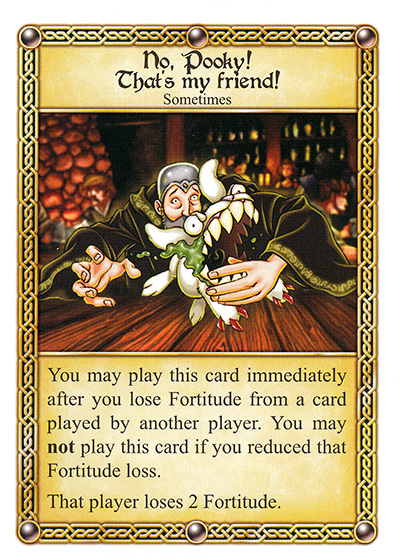 No, Pooky!
That's my friend!
Sometimes
You may play this card immediately
after you lose Fortitude from a card
played by another player. You may
not play this card if you reduced that
Fortitude loss.
That player loses 2 Fortitude.